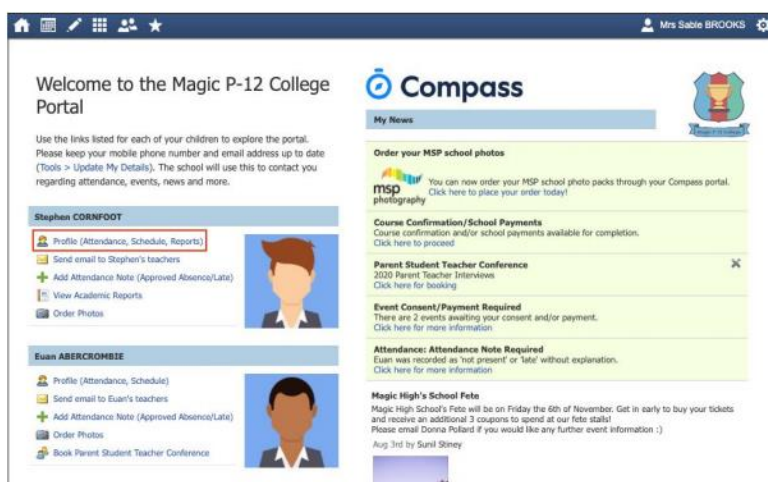 Mrs Sable BROOKS
Welcome to the Magic P-12 College
Portal
Use the links listed for each of your children to explore the portal.
Please keep your mobile phone number and email address up to date
(Tools > Update My Details). The school will use this to contact you
regarding attendance, events, news and more.
Stephen CORNFOOT
Profile (Attendance, Schedule, Reports)
Send email to Stephen's teachers
Add Attendance Note (Approved Absence/Late)
View Academic Reports
Order Photos
Euan ABERCROMBIE
Profile (Attendance, Schedule)
Send email to Euan's teachers
Add Attendance Note (Approved Absence/Late)
Order Photos
Book Parent Student Teacher Conference
Compass
Magic P-12 College
My News
Order your MSP school photos
msp
photography
You can now order your MSP school photo packs through your Compass portal.
Click here to place your order today!
Course Confirmation/School Payments
Course confirmation and/or school payments available for completion.
Click here to proceed
Parent Student Teacher Conference
2020 Parent Teacher Interviews
Click here for booking
Event Consent/Payment Required
There are 2 events awaiting your consent and/or payment.
Click here for more information
Attendance: Attendance Note Required
Euan was recorded as 'not present' or 'late' without explanation.
Click here for more information
Magic High's School Fete
Magic High School's Fete will be on Friday the 6th of November. Get in early to buy your tickets
and receive an additional 3 coupons to spend at our fete stalls!
Please email Donna Pollard if you would like any further event information :)
Aug 3rd by Sunil Stiney